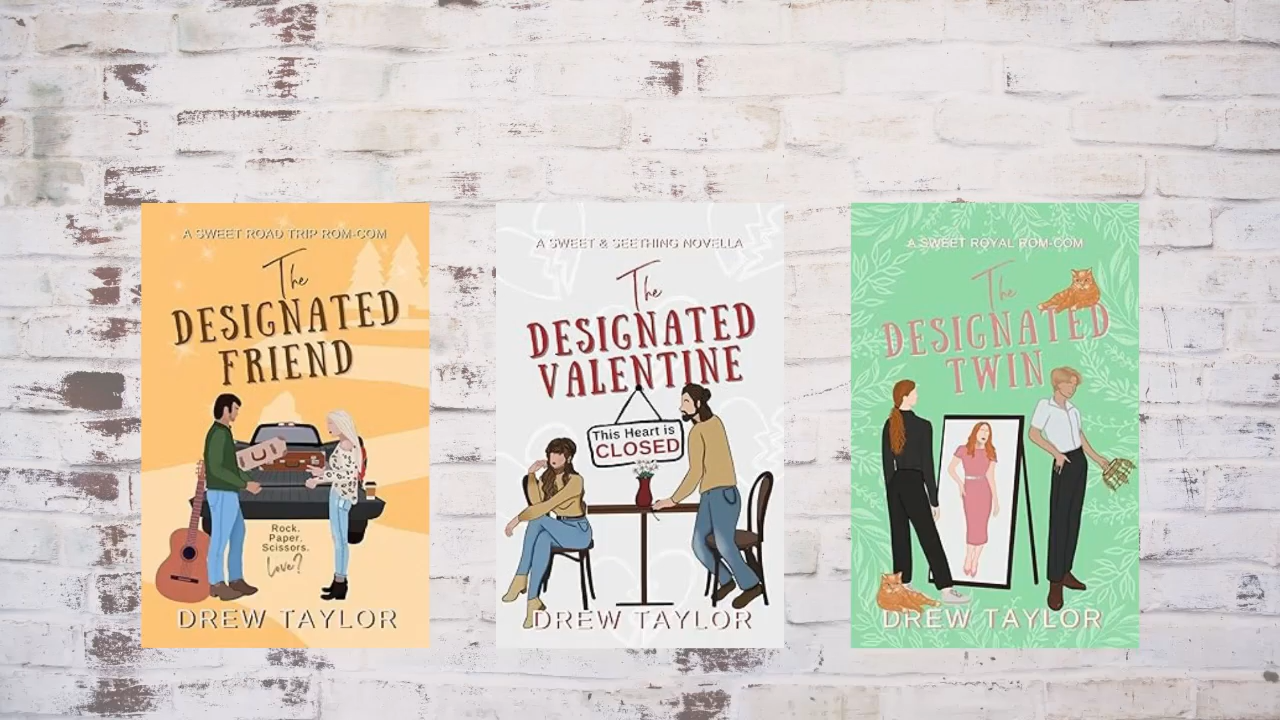 A SWEET ROAD TRIP ROM-COM
The
DESIGNATED
FRIEND
Rock.
Paper.
Scissors.
Love?
DREW TAYLOR
A SWEET & SEETHING NOVELLA
The
DESIGNATED
VALENTINE
This Heart is
CLOSED
DREW TAYLOR
A SWEET ROYAL ROM-COM
The
DESIGNATED
TWIN
DREW TAYLOR